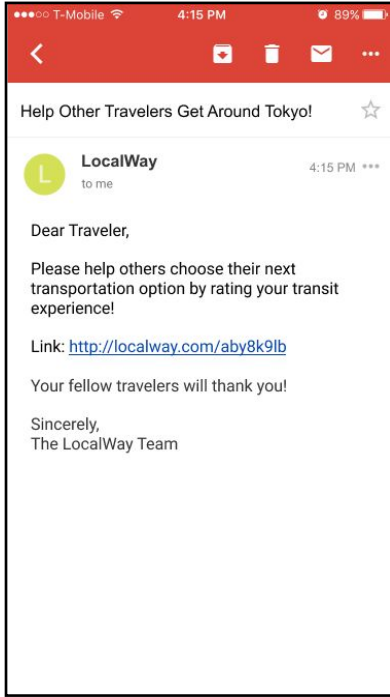 T-Mobile 4:15 PM 89%
Help Other Travelers Get Around Tokyo!
L
LocalWay
4:15 PM
to me
Dear Traveler,
Please help others choose their next
transportation option by rating your transit
experience!
Link: http://localway.com/aby8k9lb
Your fellow travelers will thank you!
Sincerely,
The LocalWay Team